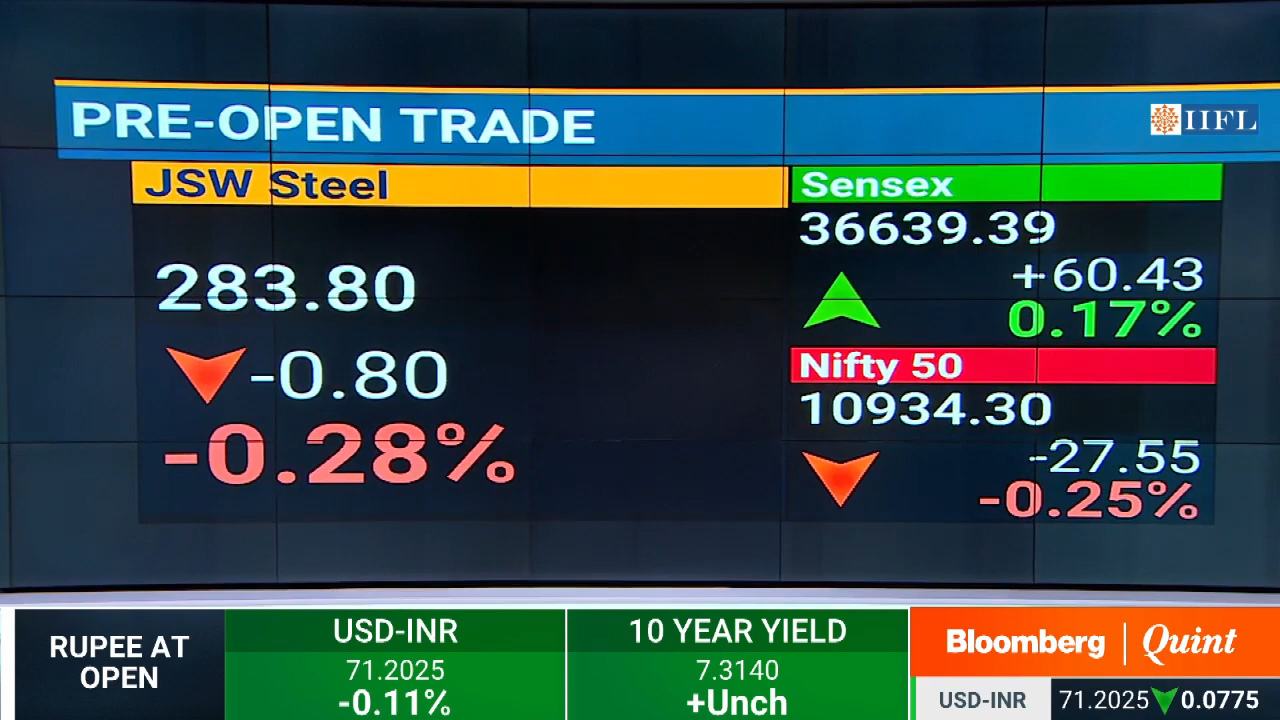 PRE-OPEN TRADE
IIFL
JSW Steel
283.80
-0.80
-0.28%
Sensex
36639.39
+60.43
0.17%
Nifty 50
10934.30
-27.55
-0.25%
RUPEE AT
OPEN
USD-INR
71.2025
-0.11%
10 YEAR YIELD
7.3140
+Unch
Bloomberg | Quint
USD-INR 71.2025 0.0775